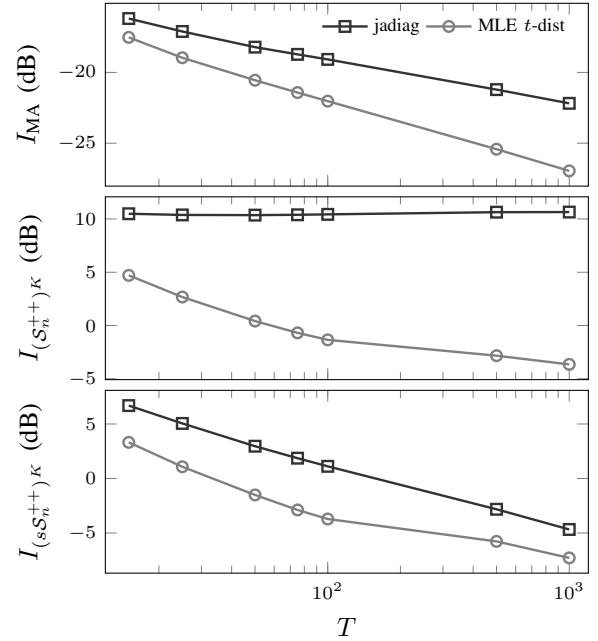 jadiag MLE t-dist
−20
−25
I_MA (dB)
10
5
0
−5
I_(𝒮_n^++)^K (dB)
5
0
−5
I_(s𝒮_n^++)^K (dB)
10^2 10^3
T